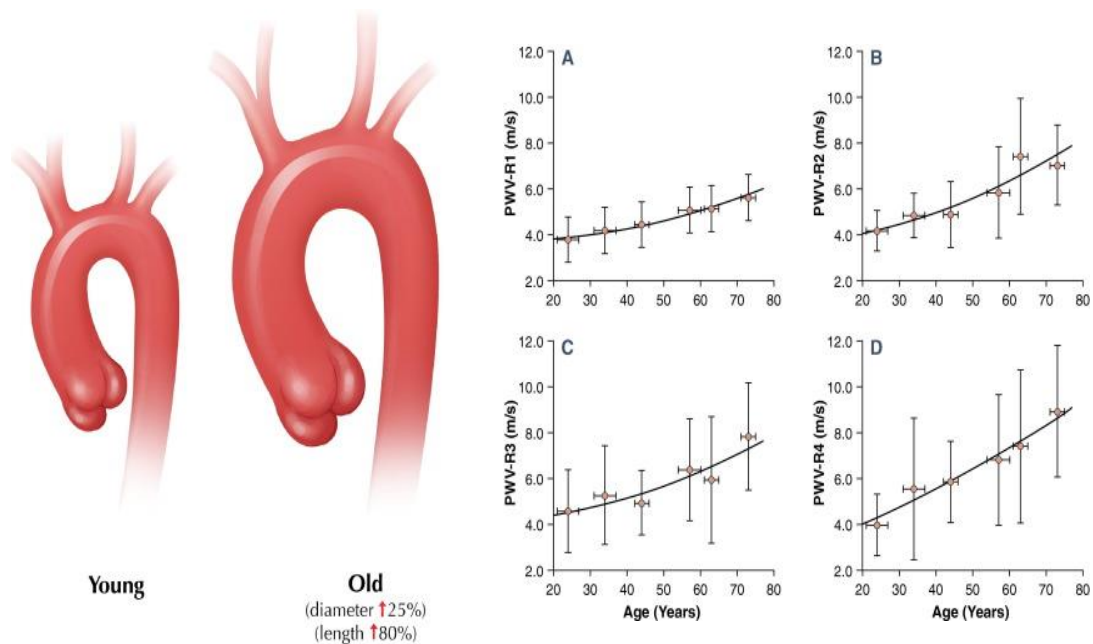 Young
Old
(diameter ↑25%)
(length ↑80%)
A
PWV-R1 (m/s)
12.0
10.0
8.0
6.0
4.0
2.0
20 30 40 50 60 70 80
B
PWV-R2 (m/s)
12.0
10.0
8.0
6.0
4.0
2.0
20 30 40 50 60 70 80
C
PWV-R3 (m/s)
12.0
10.0
8.0
6.0
4.0
2.0
20 30 40 50 60 70 80
Age (Years)
D
PWV-R4 (m/s)
12.0
10.0
8.0
6.0
4.0
2.0
20 30 40 50 60 70 80
Age (Years)